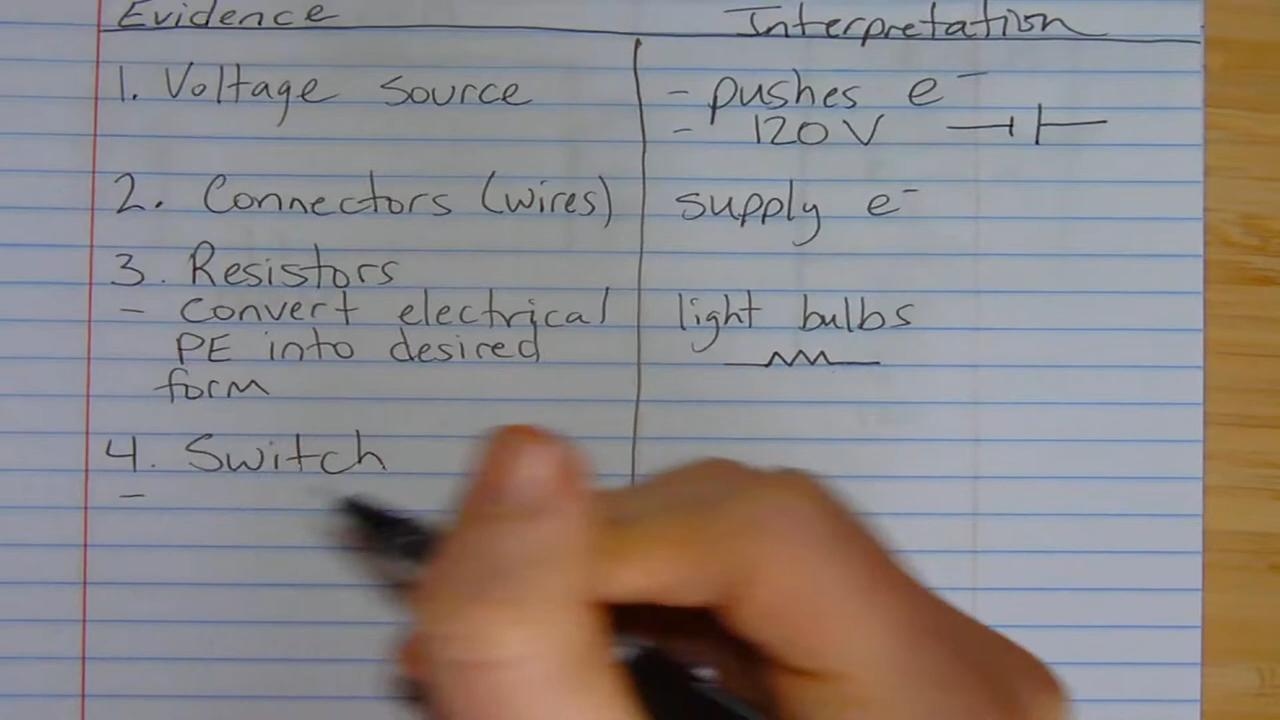 Evidence Interpretation
1. Voltage Source - pushes e⁻
- 120 V
2. Connectors (wires) supply e⁻
3. Resistors
- convert electrical light bulbs
PE into desired
form
4. Switch
-